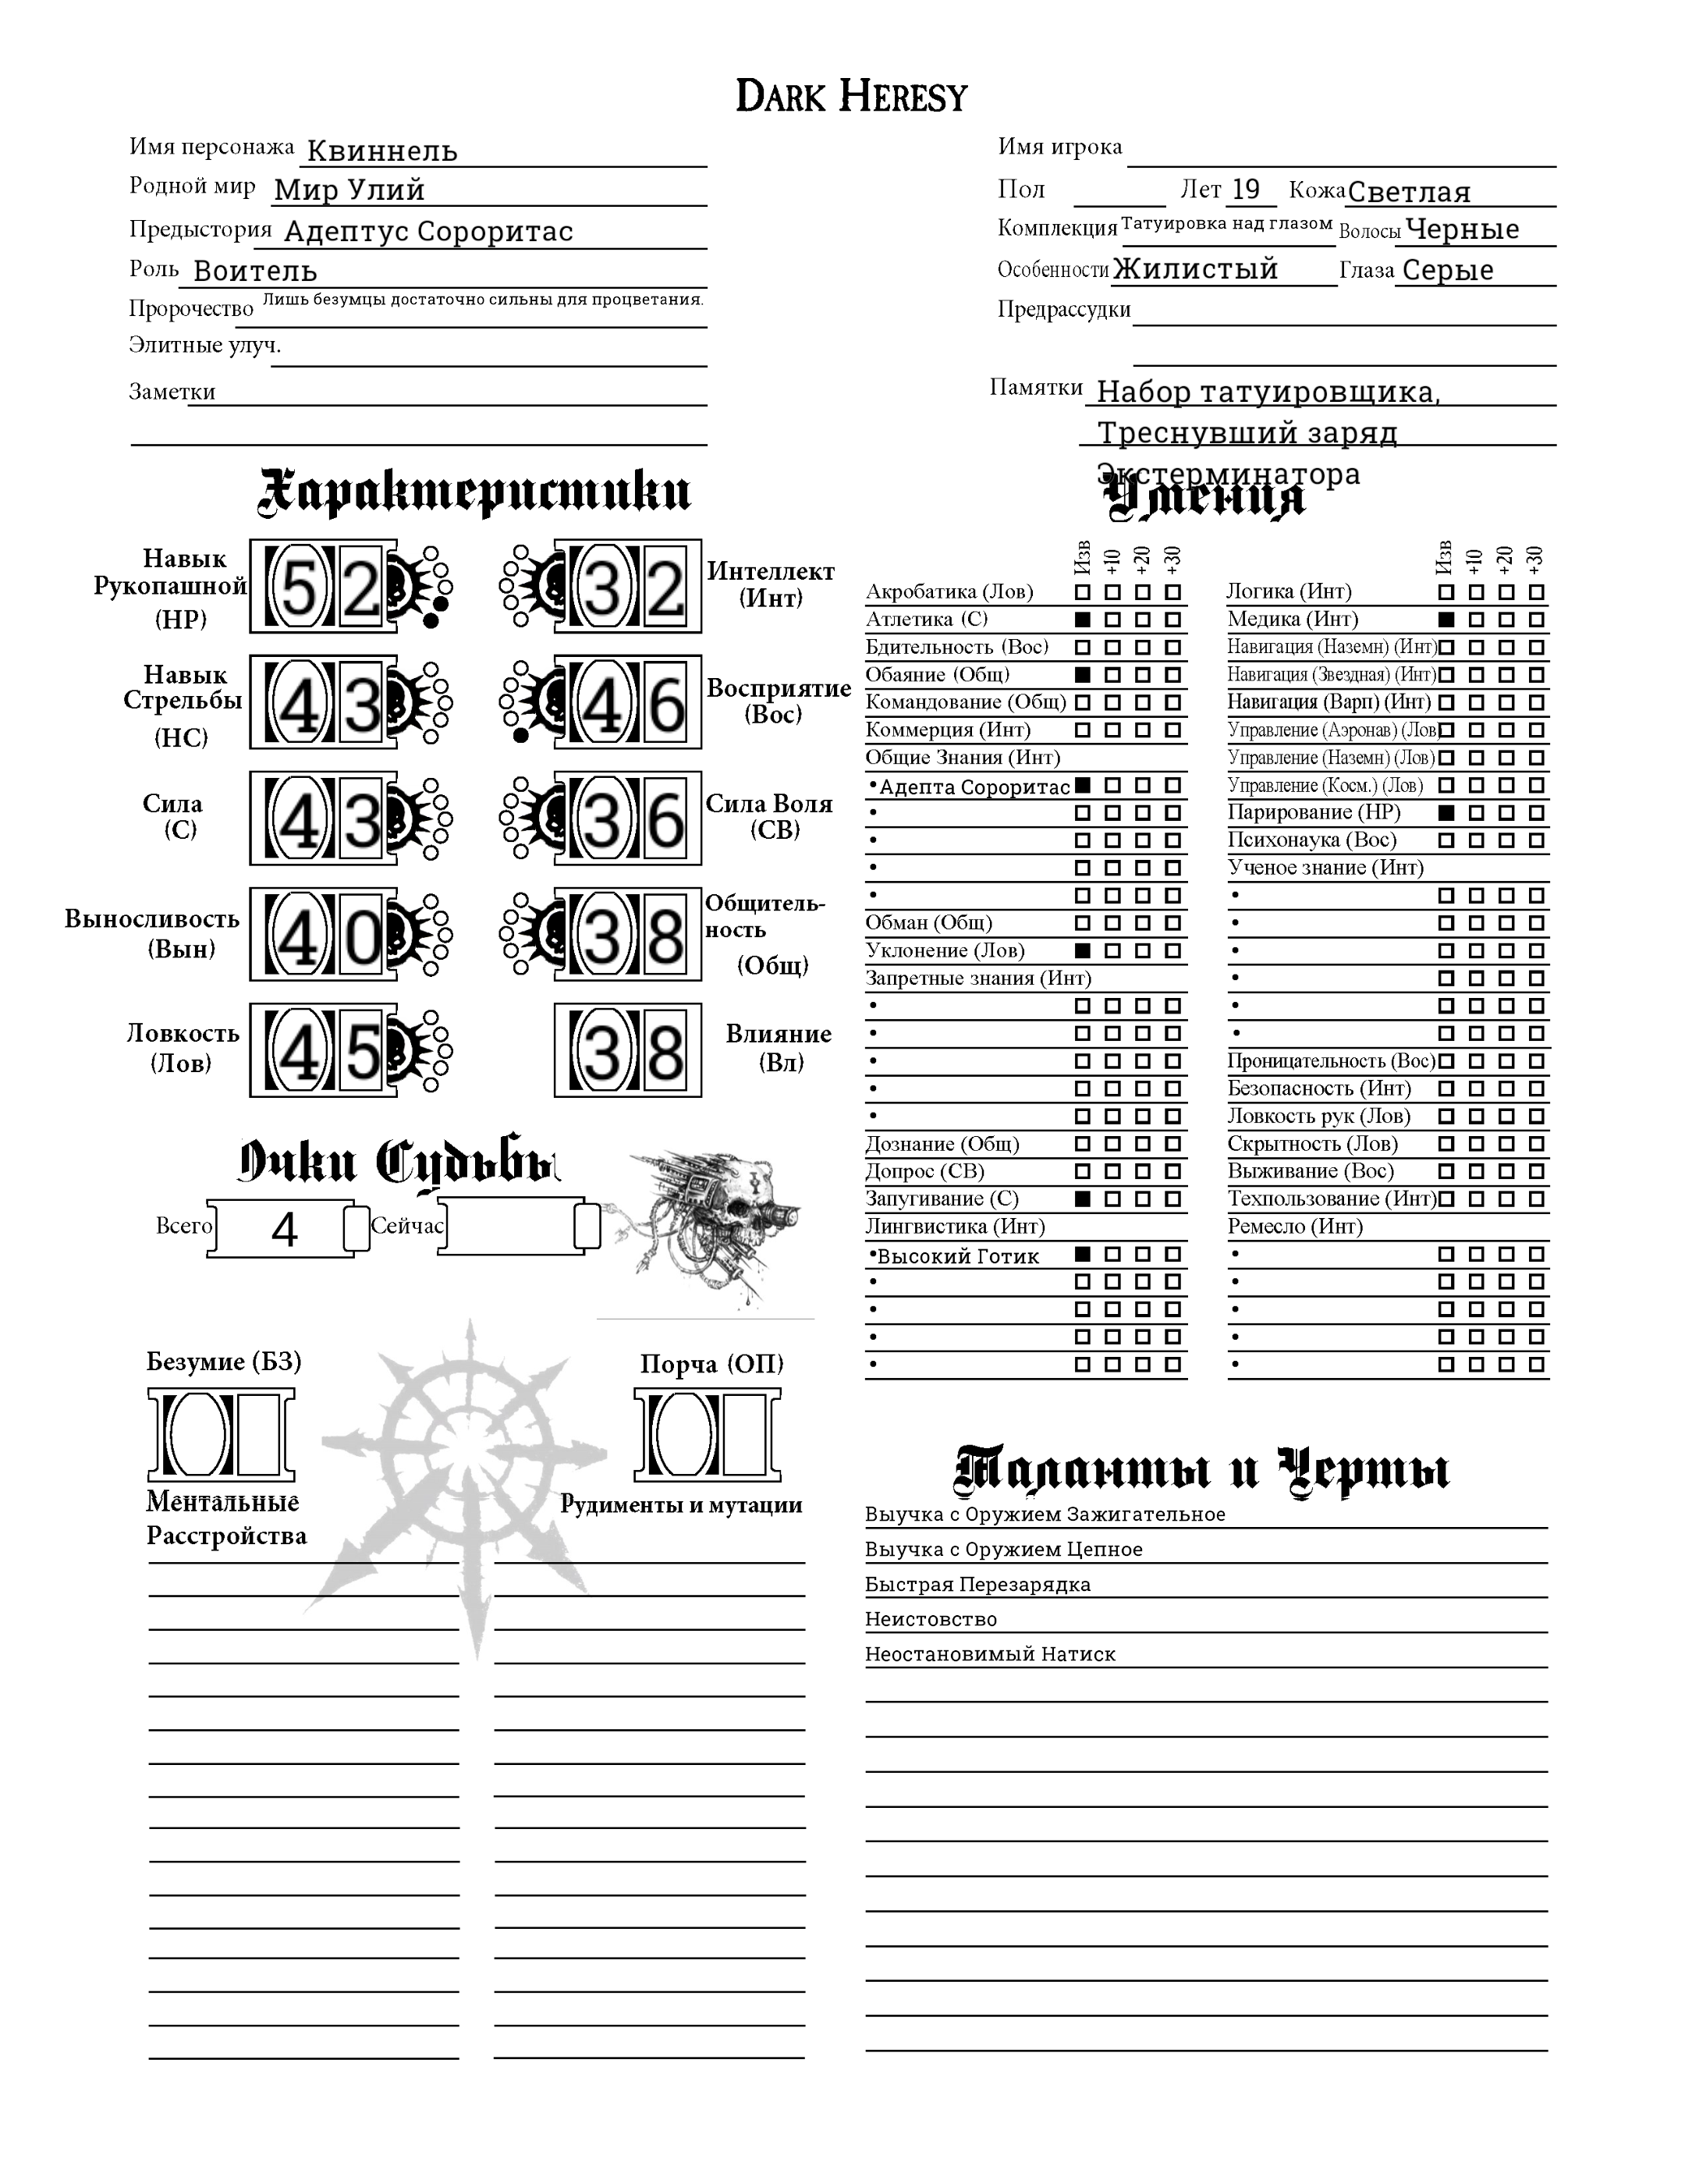 DARK HERESY
Имя персонажа Квиннель
Родной мир Мир Улий
Предыстория Адептус Сороритас
Роль Воитель
Пророчество Лишь безумцы достаточно сильны для процветания.
Элитные улуч.
Заметки
Имя игрока
Пол Лет 19 Кожа Светлая
Комплекция Татуировка над глазом Волосы Черные
Особенности Жилистый Глаза Серые
Предрассудки
Памятки Набор татуировщика,
Треснувший заряд
Экстерминатора
Характеристики
Навык
Рукопашной
(НР)
52
32
Интеллект
(Инт)
Навык
Стрельбы
(НС)
43
46
Восприятие
(Вос)
Сила
(С)
43
36
Сила Воля
(СВ)
Выносливость
(Вын)
40
38
Общитель-
ность
(Общ)
Ловкость
(Лов)
45
38
Влияние
(Вл)
Очки Судьбы
Всего 4 Сейчас
Безумие (БЗ)
Порча (ОП)
Ментальные
Расстройства
Рудименты и мутации
Умения
Изв +10 +20 +30
Акробатика (Лов)
Атлетика (С)
Бдительность (Вос)
Обаяние (Общ)
Командование (Общ)
Коммерция (Инт)
Общие Знания (Инт)
•Адепта Сороритас
•
•
•
•
Обман (Общ)
Уклонение (Лов)
Запретные знания (Инт)
•
•
•
•
•
Дознание (Общ)
Допрос (СВ)
Запугивание (С)
Лингвистика (Инт)
•Высокий Готик
•
•
•
•
Изв +10 +20 +30
Логика (Инт)
Медика (Инт)
Навигация (Наземн) (Инт)
Навигация (Звездная) (Инт)
Навигация (Варп) (Инт)
Управление (Аэронав) (Лов)
Управление (Наземн) (Лов)
Управление (Косм.) (Лов)
Парирование (НР)
Психонаука (Вос)
Ученое знание (Инт)
•
•
•
•
•
•
Проницательность (Вос)
Безопасность (Инт)
Ловкость рук (Лов)
Скрытность (Лов)
Выживание (Вос)
Техпользование (Инт)
Ремесло (Инт)
•
•
•
•
•
Таланты и Черты
Выучка с Оружием Зажигательное
Выучка с Оружием Цепное
Быстрая Перезарядка
Неистовство
Неостановимый Натиск